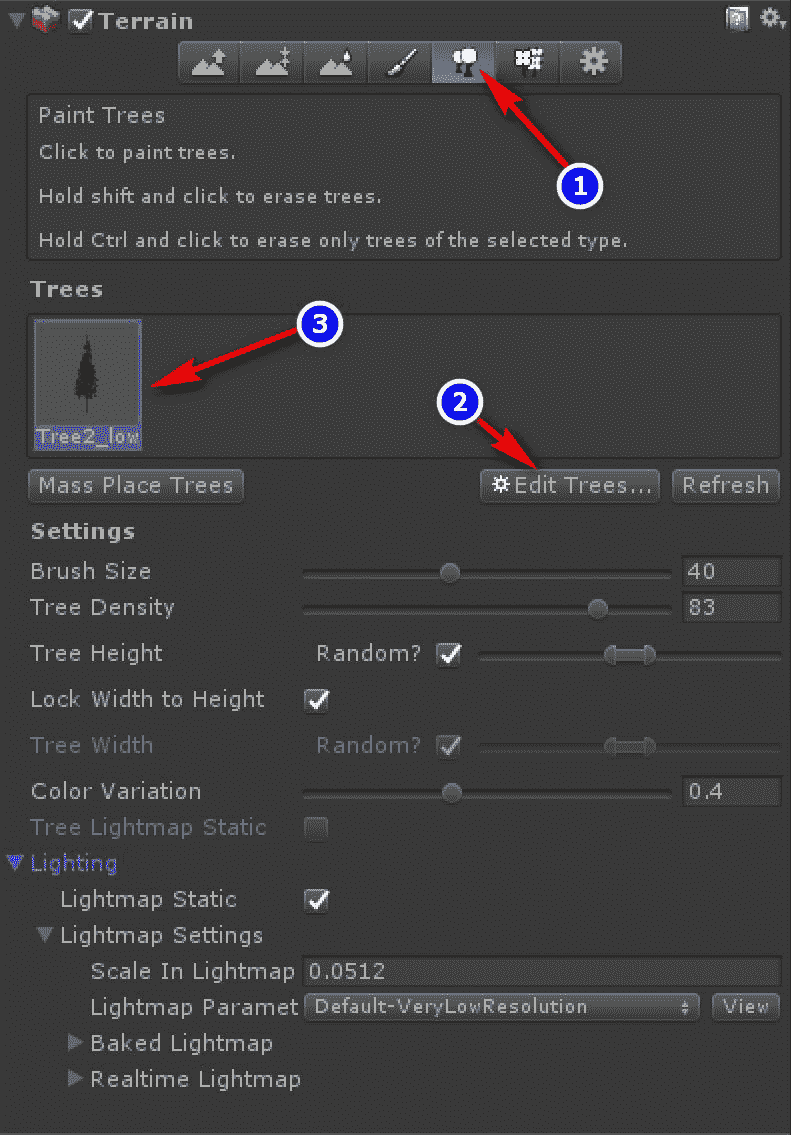 Terrain
Paint Trees
Click to paint trees.
1
Hold shift and click to erase trees.
Hold Ctrl and click to erase only trees of the selected type.
Trees
3
2
Tree2_low
Mass Place Trees Edit Trees... Refresh
Settings
Brush Size 40
Tree Density 83
Tree Height Random?
Lock Width to Height
Tree Width Random?
Color Variation 0.4
Tree Lightmap Static
Lighting
Lightmap Static
Lightmap Settings
Scale In Lightmap 0.0512
Lightmap Paramet Default-VeryLowResolution View
Baked Lightmap
Realtime Lightmap